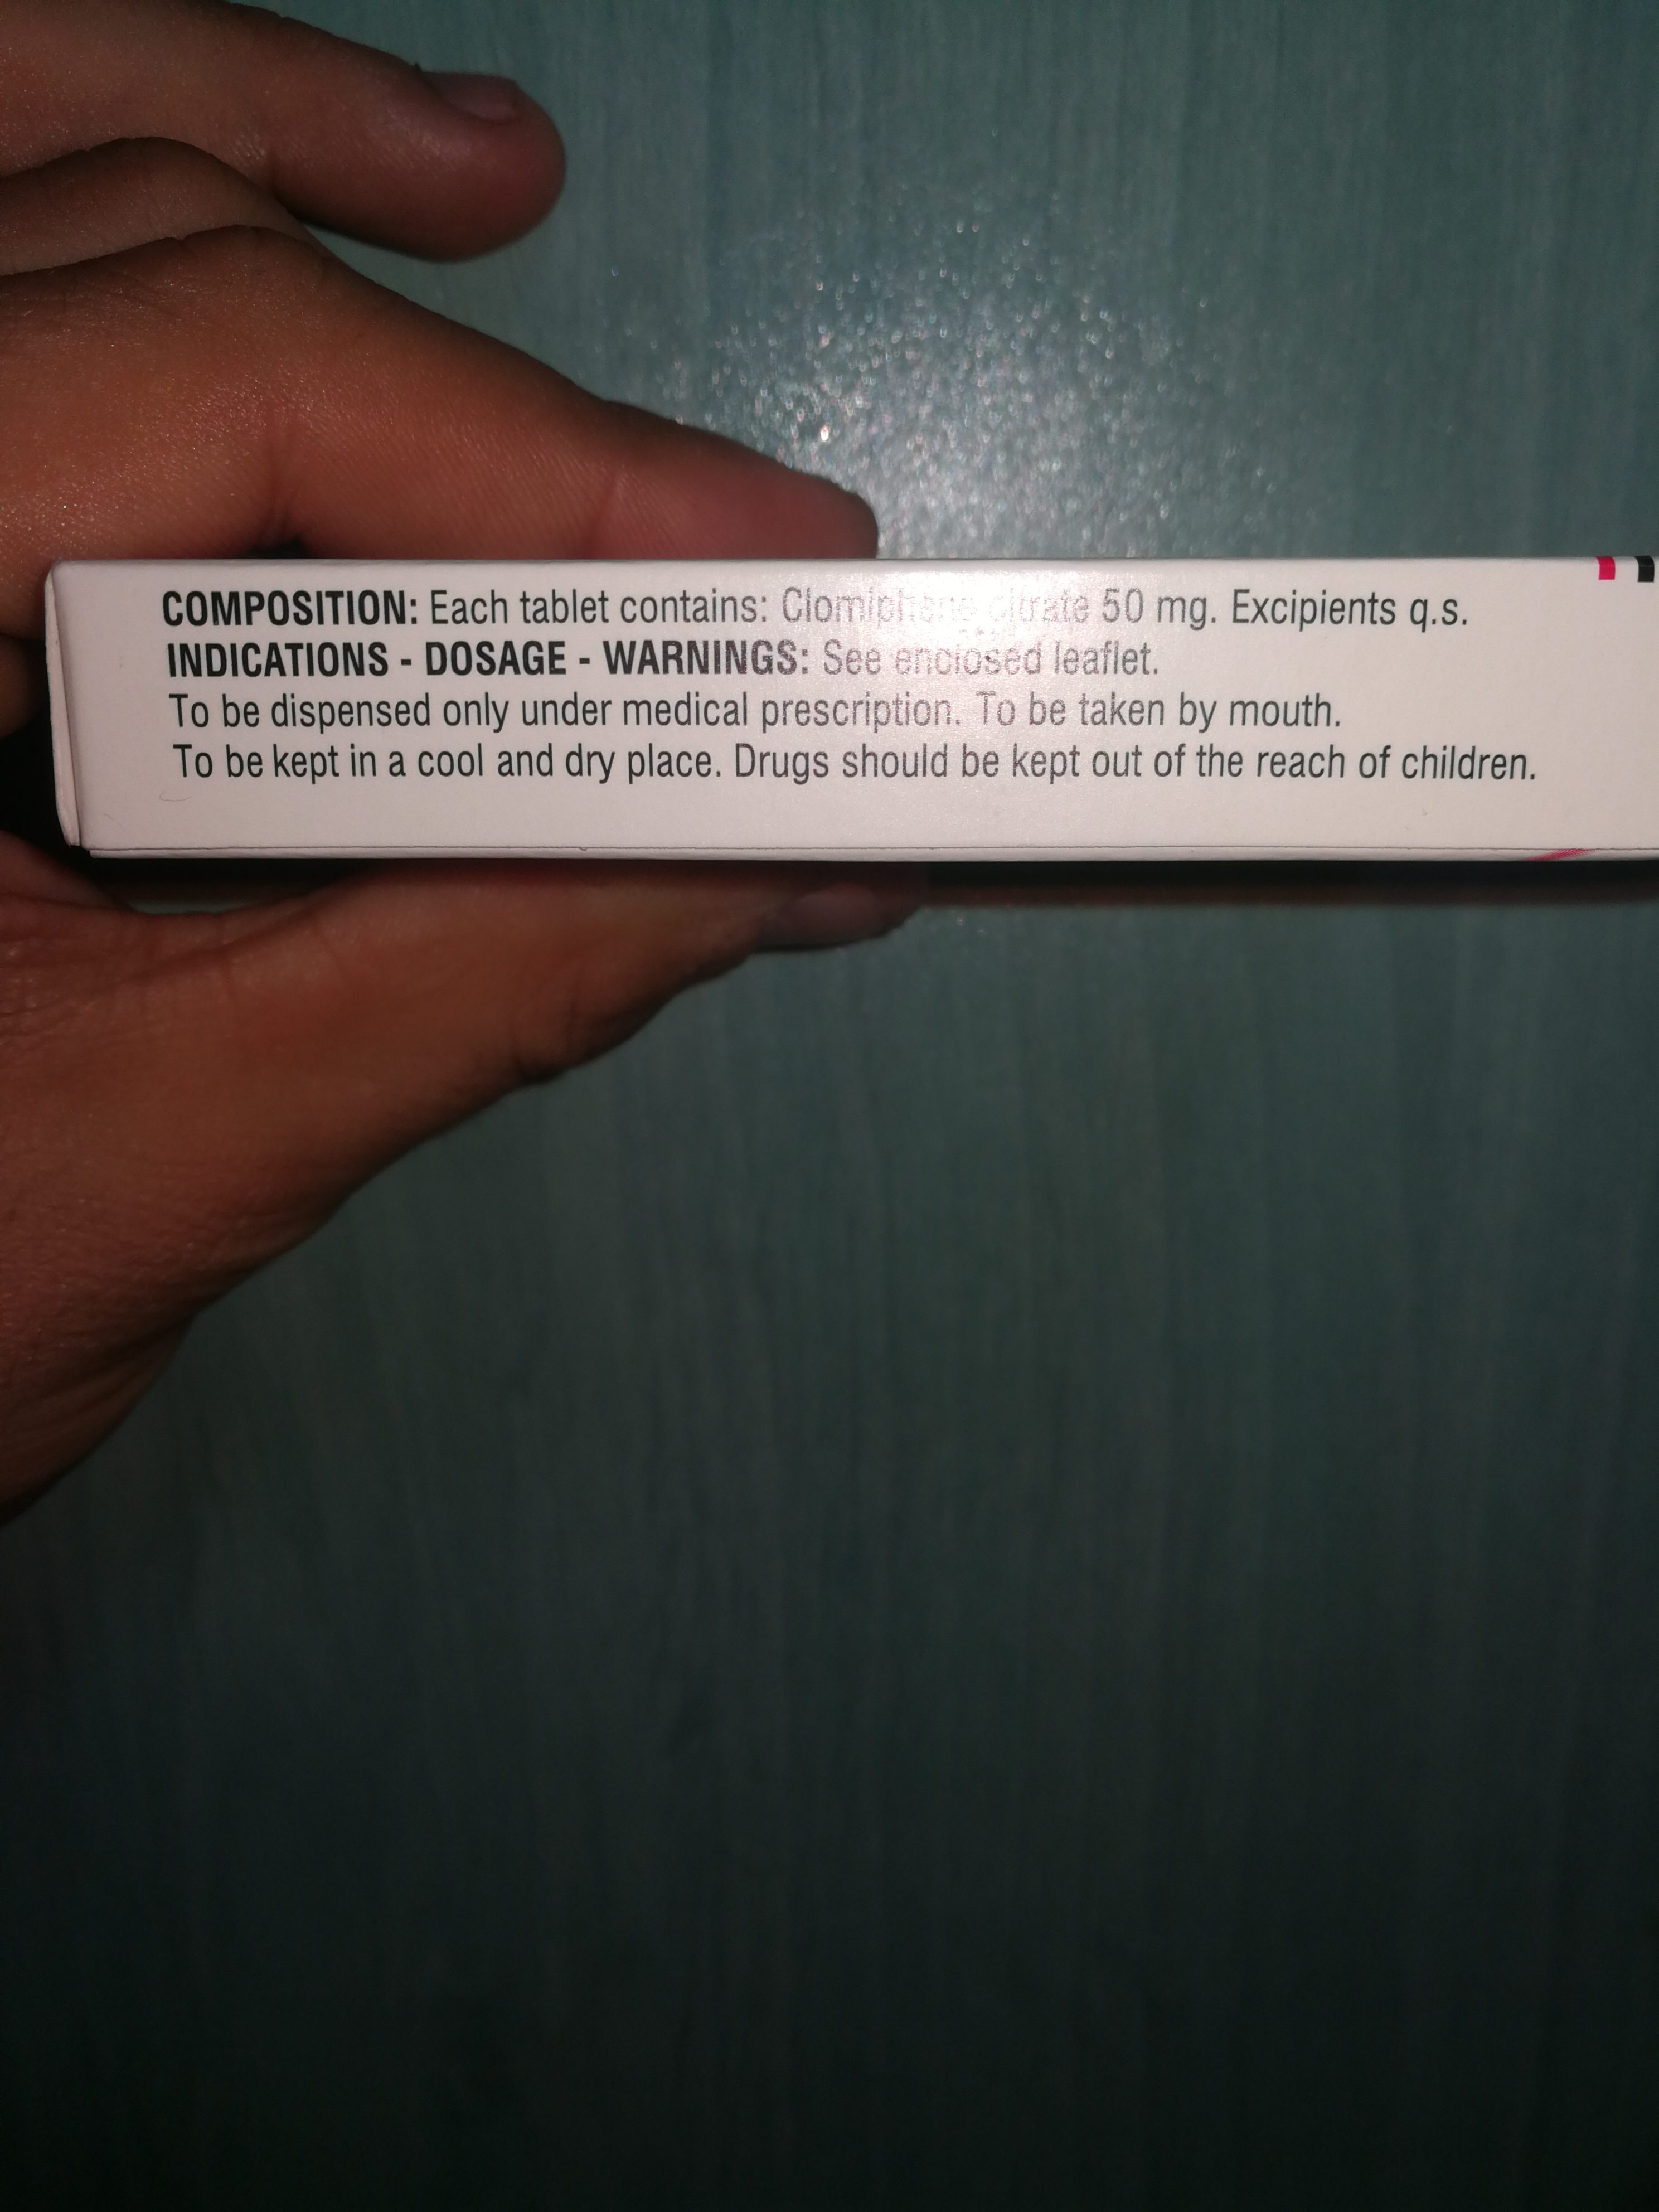 COMPOSITION: Each tablet contains: Clomiphene citrate 50 mg. Excipients q.s.
INDICATIONS - DOSAGE - WARNINGS: See enclosed leaflet.
To be dispensed only under medical prescription. To be taken by mouth.
To be kept in a cool and dry place. Drugs should be kept out of the reach of children.